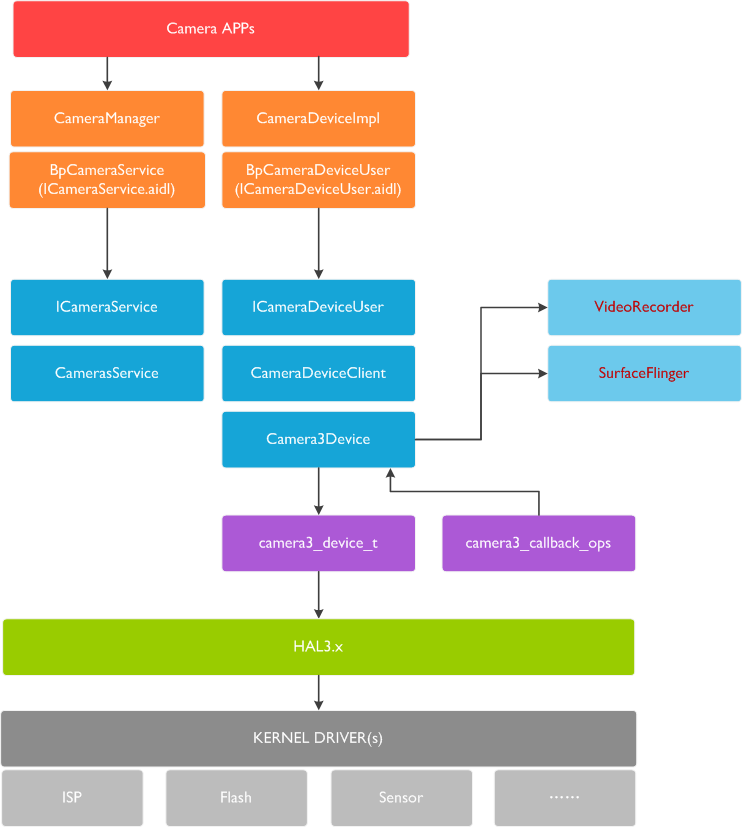 Camera APPs
CameraManager
CameraDeviceImpl
BpCameraService
(ICameraService.aidl)
BpCameraDeviceUser
(ICameraDeviceUser.aidl)
ICameraService
ICameraDeviceUser
VideoRecorder
CamerasService
CameraDeviceClient
SurfaceFlinger
Camera3Device
camera3_device_t
camera3_callback_ops
HAL3.x
KERNEL DRIVER(s)
ISP
Flash
Sensor
……